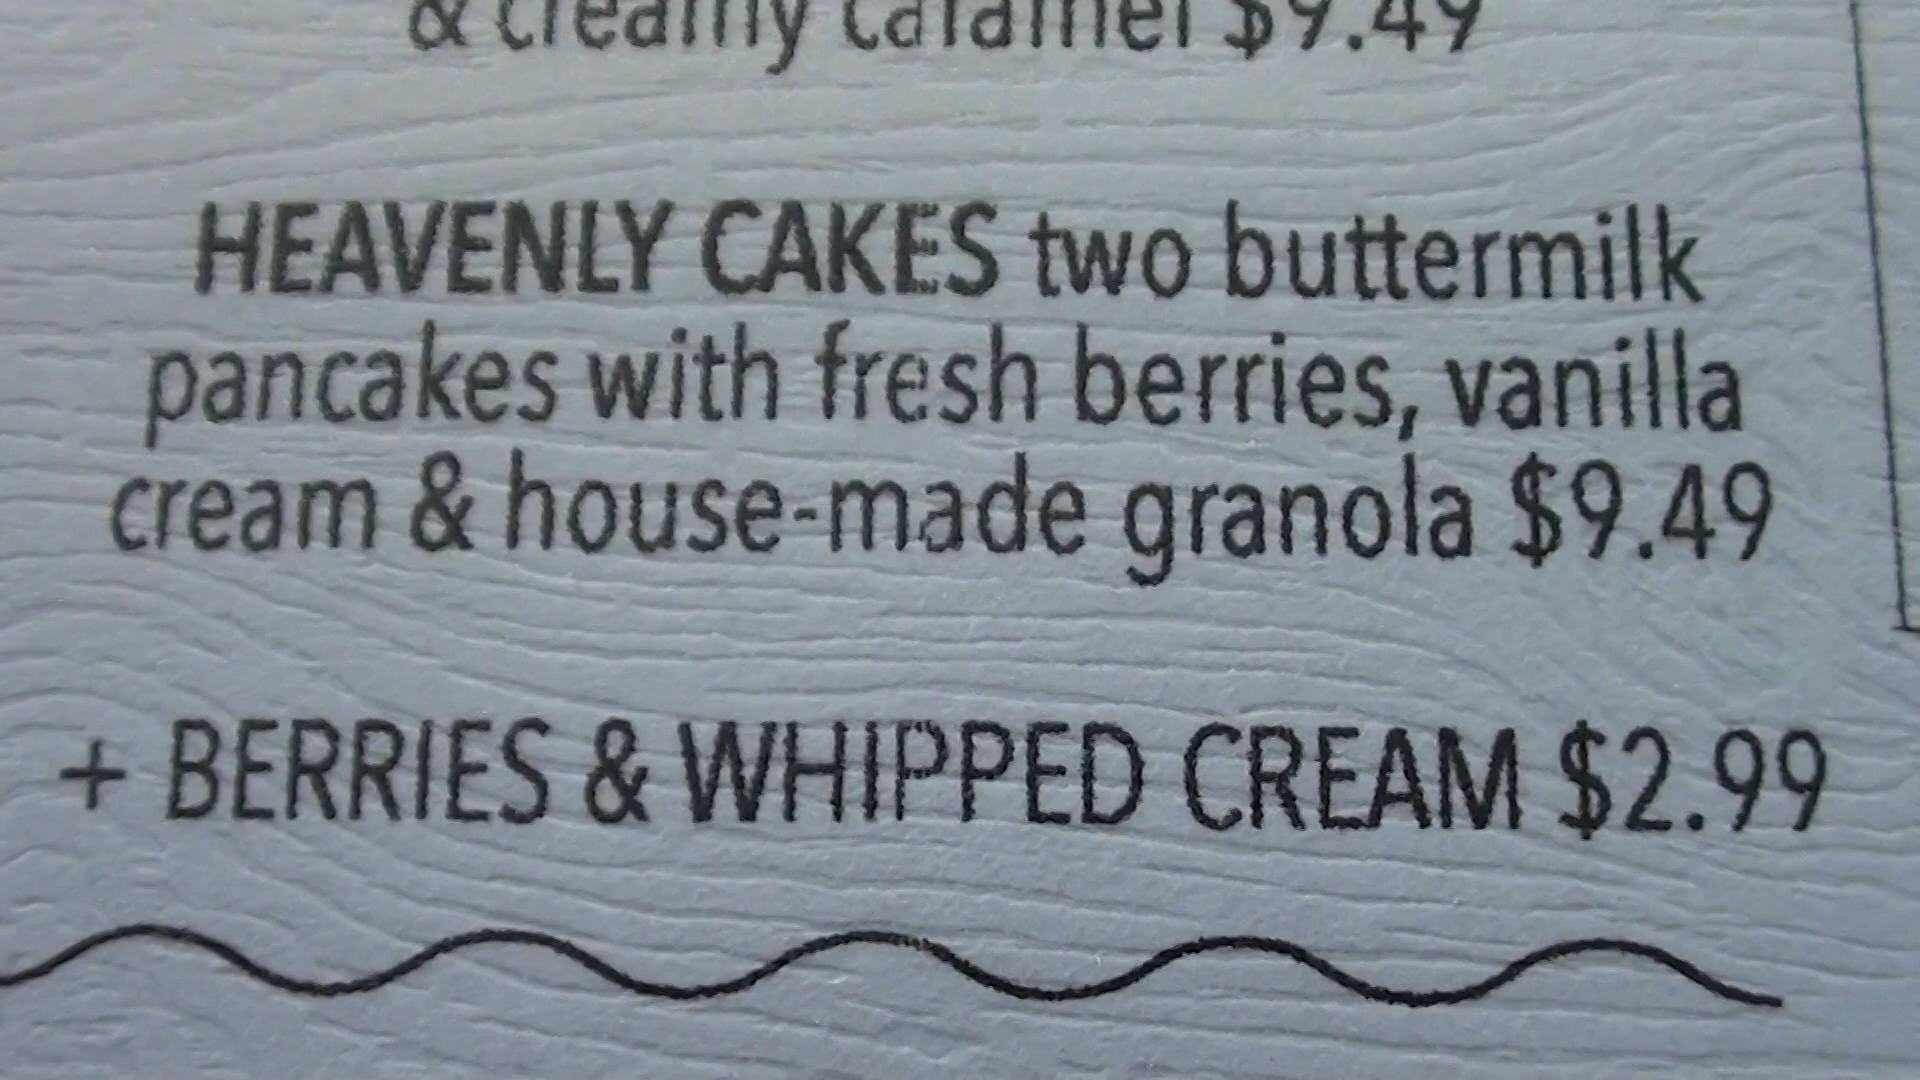 & creamy caramel $9.49
HEAVENLY CAKES two buttermilk
pancakes with fresh berries, vanilla
cream & house-made granola $9.49
+ BERRIES & WHIPPED CREAM $2.99